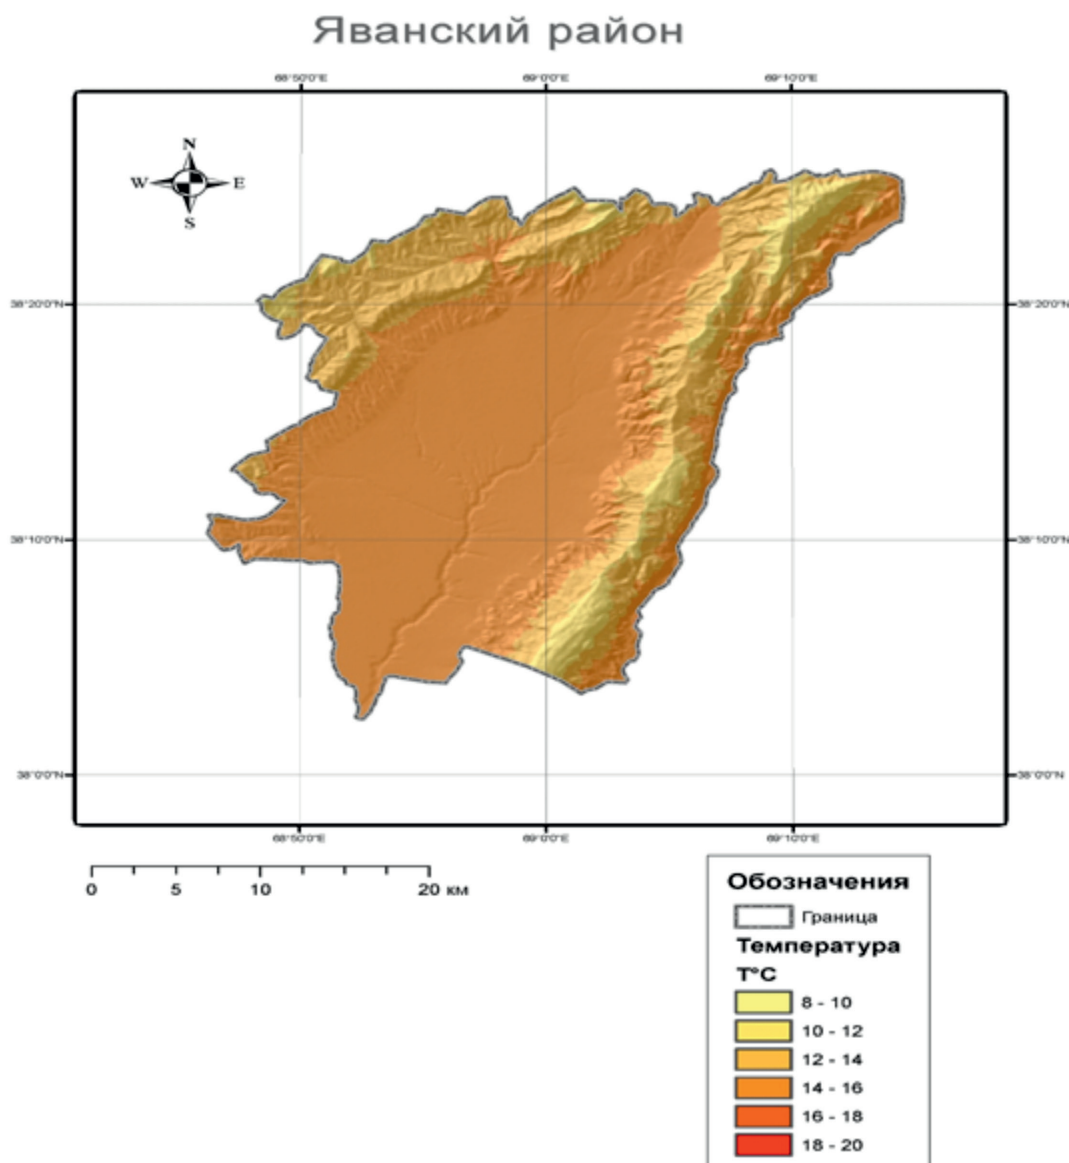 Яванский район
68°50'0"E 69°0'0"E 69°10'0"E
N
W E
S
38°20'0"N 38°20'0"N
38°10'0"N 38°10'0"N
38°0'0"N 38°0'0"N
68°50'0"E 69°0'0"E 69°10'0"E
0 5 10 20 км
Обозначения
Граница
Температура
T°C
8 - 10
10 - 12
12 - 14
14 - 16
16 - 18
18 - 20